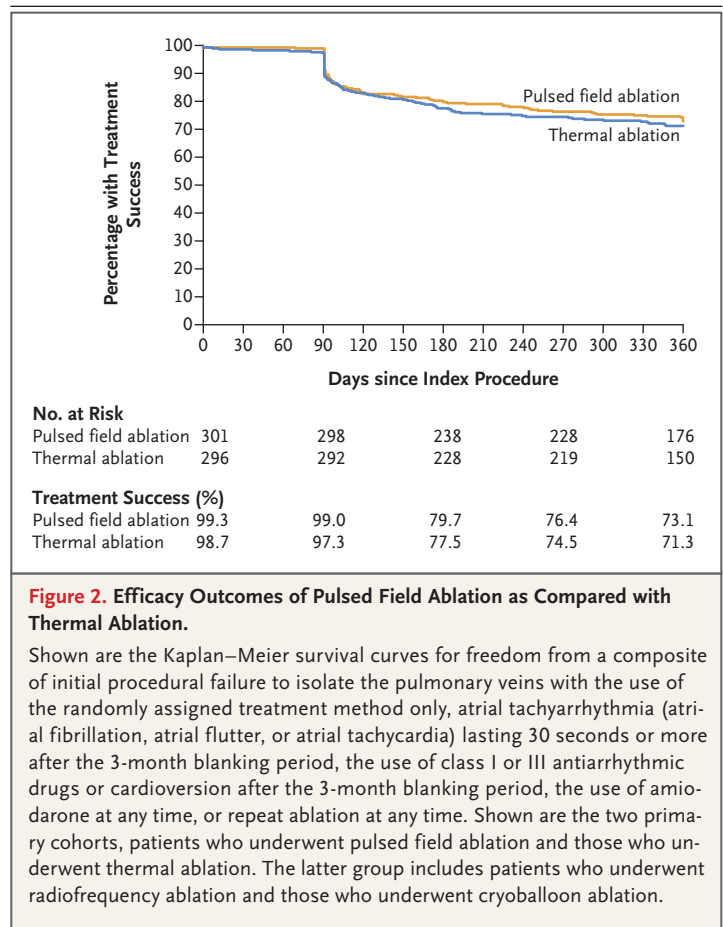 100
90
80
70
60
50
40
30
20
10
0
Percentage with Treatment
Success
Pulsed field ablation
Thermal ablation
0 30 60 90 120 150 180 210 240 270 300 330 360
Days since Index Procedure
No. at Risk
Pulsed field ablation 301 298 238 228 176
Thermal ablation 296 292 228 219 150
Treatment Success (%)
Pulsed field ablation 99.3 99.0 79.7 76.4 73.1
Thermal ablation 98.7 97.3 77.5 74.5 71.3
Figure 2. Efficacy Outcomes of Pulsed Field Ablation as Compared with
Thermal Ablation.
Shown are the Kaplan–Meier survival curves for freedom from a composite
of initial procedural failure to isolate the pulmonary veins with the use of
the randomly assigned treatment method only, atrial tachyarrhythmia (atri-
al fibrillation, atrial flutter, or atrial tachycardia) lasting 30 seconds or more
after the 3-month blanking period, the use of class I or III antiarrhythmic
drugs or cardioversion after the 3-month blanking period, the use of amio-
darone at any time, or repeat ablation at any time. Shown are the two prima-
ry cohorts, patients who underwent pulsed field ablation and those who un-
derwent thermal ablation. The latter group includes patients who underwent
radiofrequency ablation and those who underwent cryoballoon ablation.